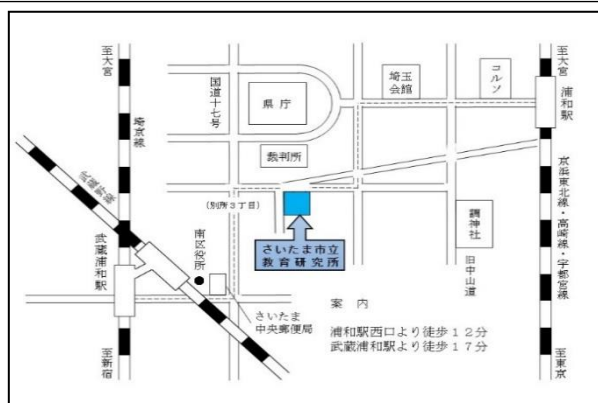 至大宮
国道十七号
県庁
埼玉
会館
コルソ
至大宮
浦和駅
埼京線
裁判所
武蔵野線
(別所3丁目)
さいたま市立
教育研究所
調神社
旧中山道
京浜東北線・高崎線・宇都宮線
武蔵浦和駅
南区役所
さいたま
中央郵便局
案 内
浦和駅西口より徒歩12分
武蔵浦和駅より徒歩17分
至新宿
至東京